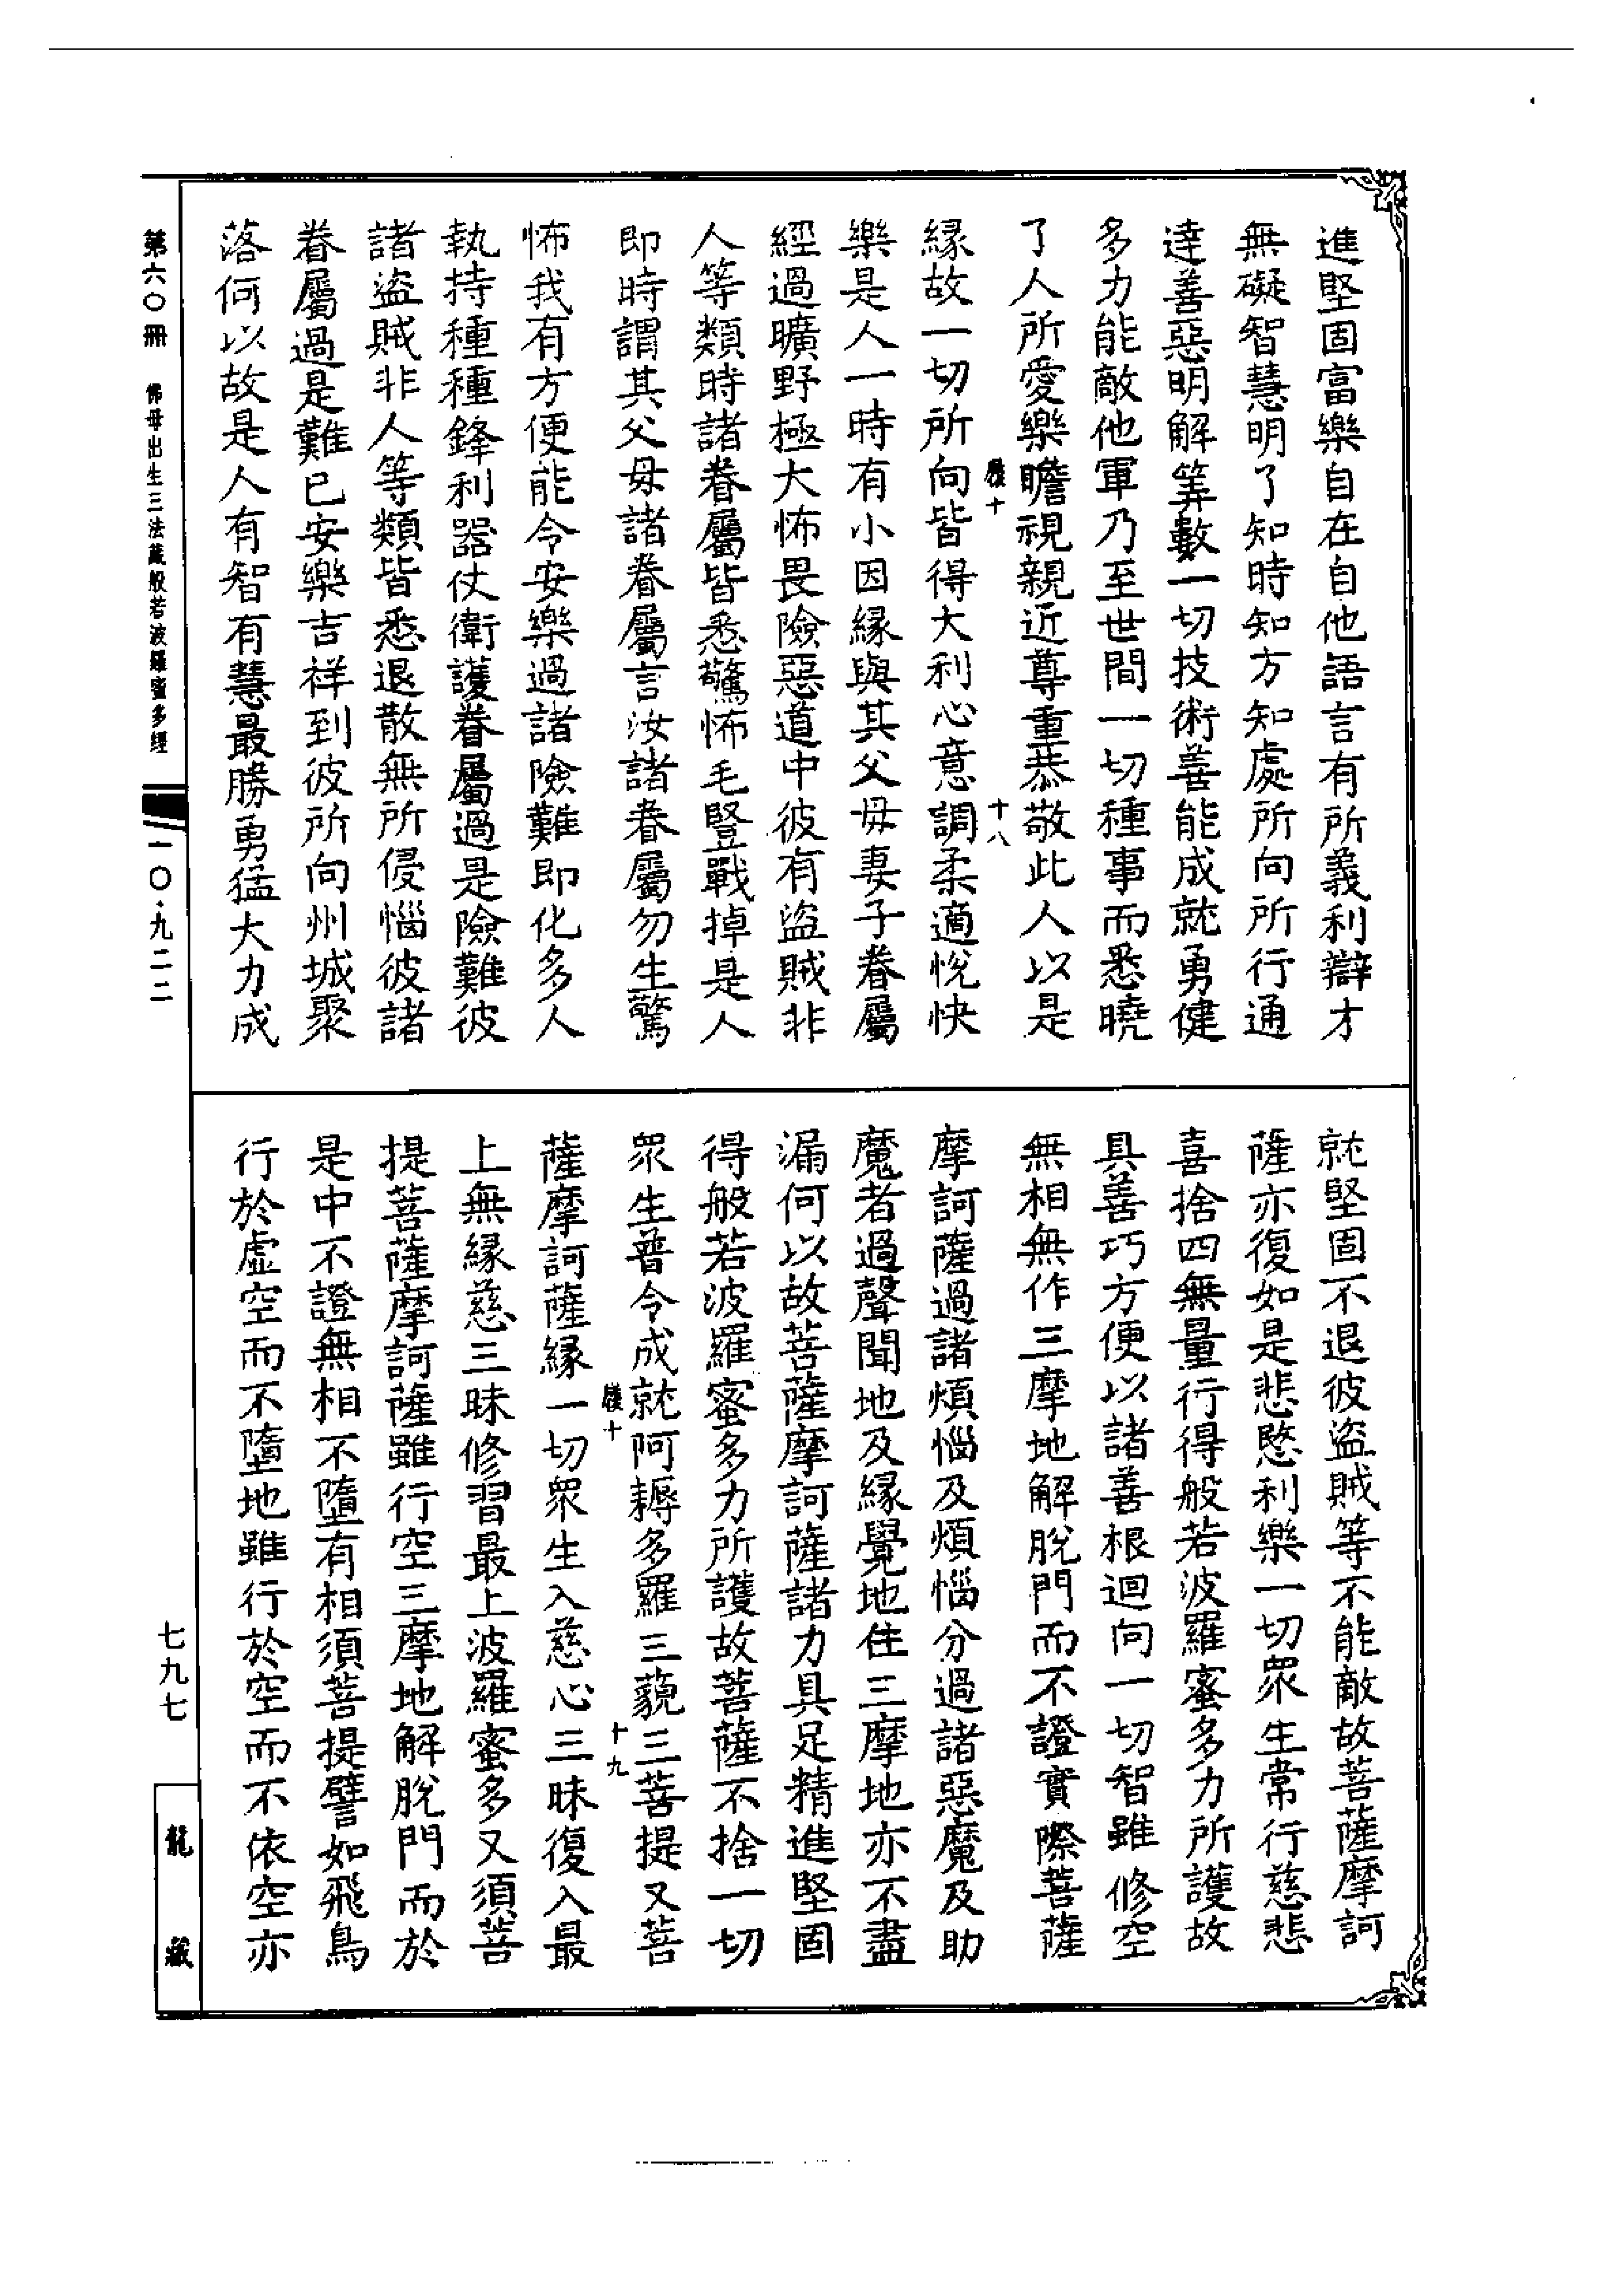 進堅固富樂自在自他語言有所義利辯才
無礙智慧明了知時知方知處所向所行通
達善惡明解筭數一切技術善能成就勇健
多力能敵他軍乃至世間一切種事而悉曉
了人所愛樂瞻視親近尊重恭敬此人以是
十
十八
緣故一切所向皆得大利心意調柔適悅快
樂是人一時有小因緣與其父母妻子眷屬
經過曠野極大怖畏險惡道中彼有盜賊非
人等類時諸眷屬皆悉驚怖毛豎戰掉是人
即時謂其父母諸眷屬言汝諸眷屬勿生驚
怖我有方便能令安樂過諸險難即化多人
執持種種鋒利器仗衛護眷屬過是險難彼
諸盜賊非人等類皆悉退散無所侵惱彼諸
眷屬過是難已安樂吉祥到彼所向州城聚
落何以故是人有智有慧最勝勇猛大力成
就堅固不退彼盜賊等不能敵故菩薩摩訶
薩亦復如是悲愍利樂一切眾生常行慈悲
喜捨四無量行得般若波羅蜜多力所護故
具善巧方便以諸善根迴向一切智雖修空
無相無作三摩地解脫門而不證實際菩薩
摩訶薩過諸煩惱及煩惱分過諸惡魔及助
魔者過聲聞地及緣覺地住三摩地亦不盡
漏何以故菩薩摩訶薩諸力具足精進堅固
得般若波羅蜜多力所護故菩薩不捨一切
眾生普令成就阿耨多羅三藐三菩提又菩
十
十九
薩摩訶薩緣一切眾生入慈心三昧復入最
上無緣慈三昧修習最上波羅蜜多又須菩
提菩薩摩訶薩雖行空三摩地解脫門而於
是中不證無相不墮有相須菩提譬如飛鳥
行於虛空而不墮地雖行於空而不依空亦
第六〇冊 佛母出生三法藏般若波羅蜜多經
一〇·九二二
七九七
龍藏